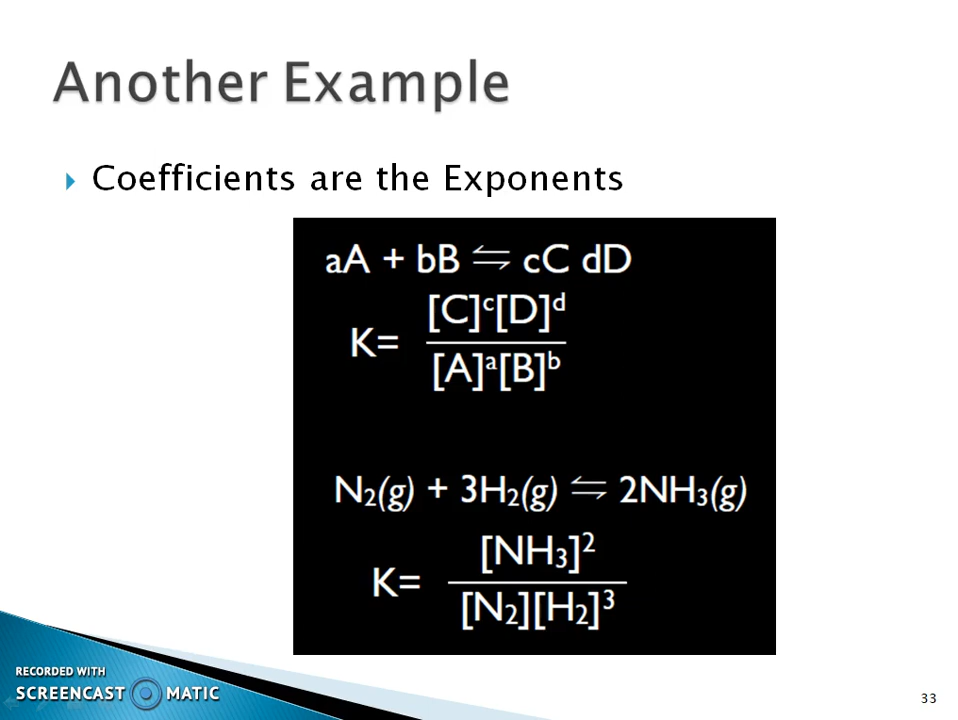 Another Example
Coefficients are the Exponents
aA + bB ⇌ cC dD
[C]ᶜ[D]ᵈ
K=
[A]ᵃ[B]ᵇ
N₂(g) + 3H₂(g) ⇌ 2NH₃(g)
[NH₃]²
K=
[N₂][H₂]³
RECORDED WITH
SCREENCAST MATIC
33